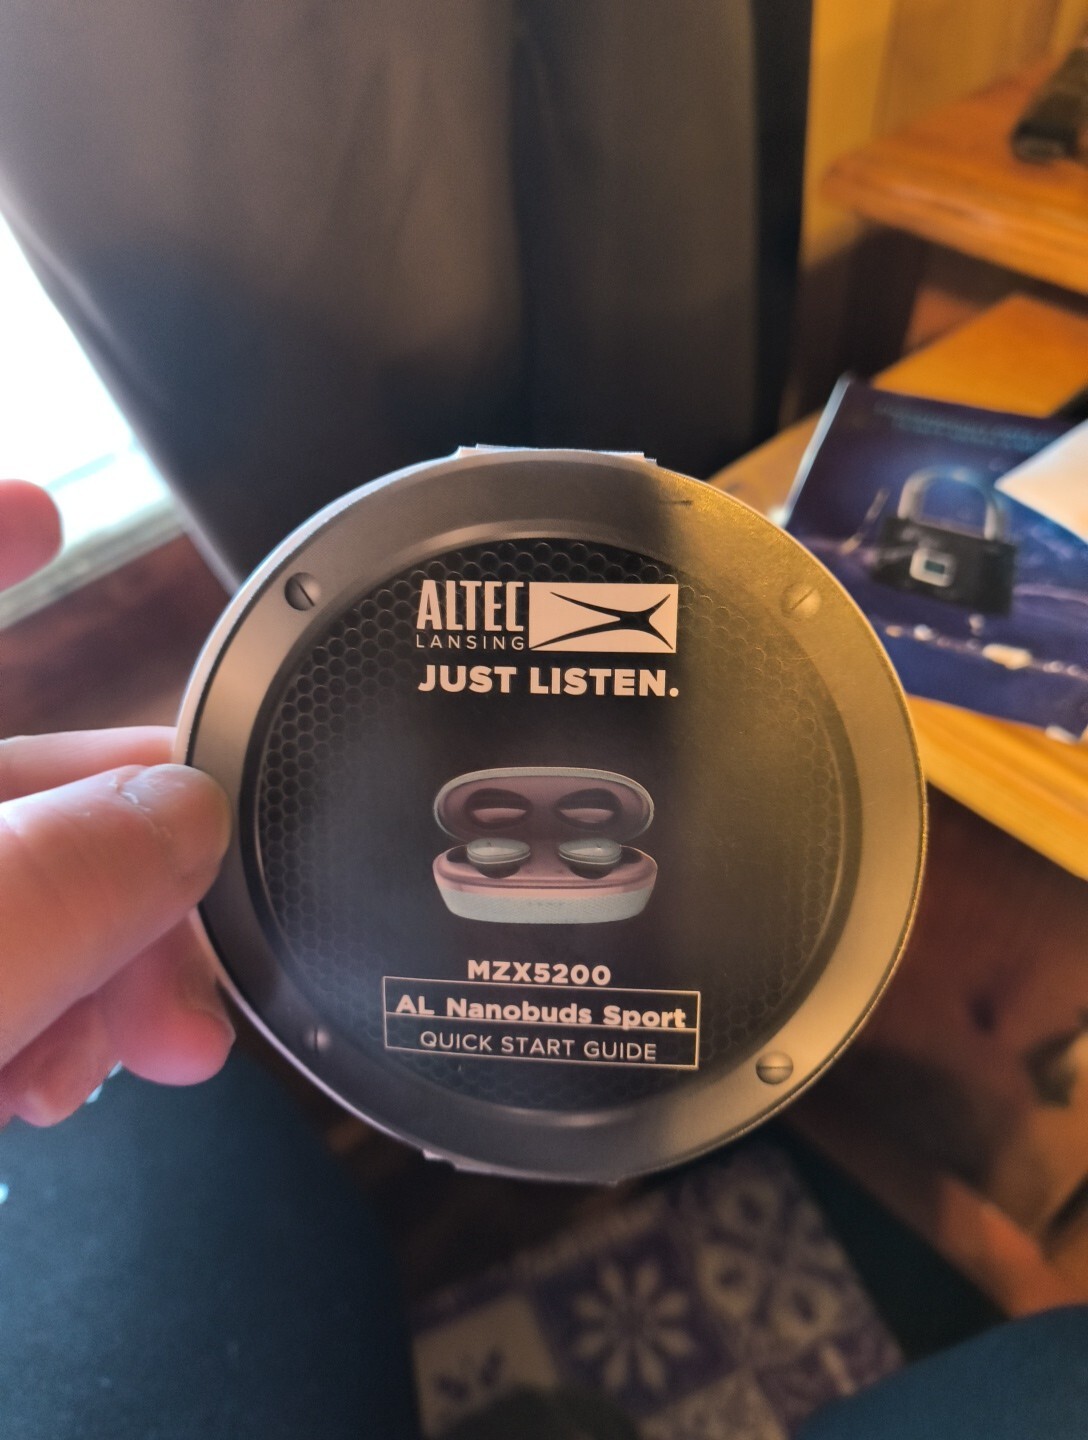 ALTEC
LANSING
JUST LISTEN.
MZX5200
AL Nanobuds Sport
QUICK START GUIDE